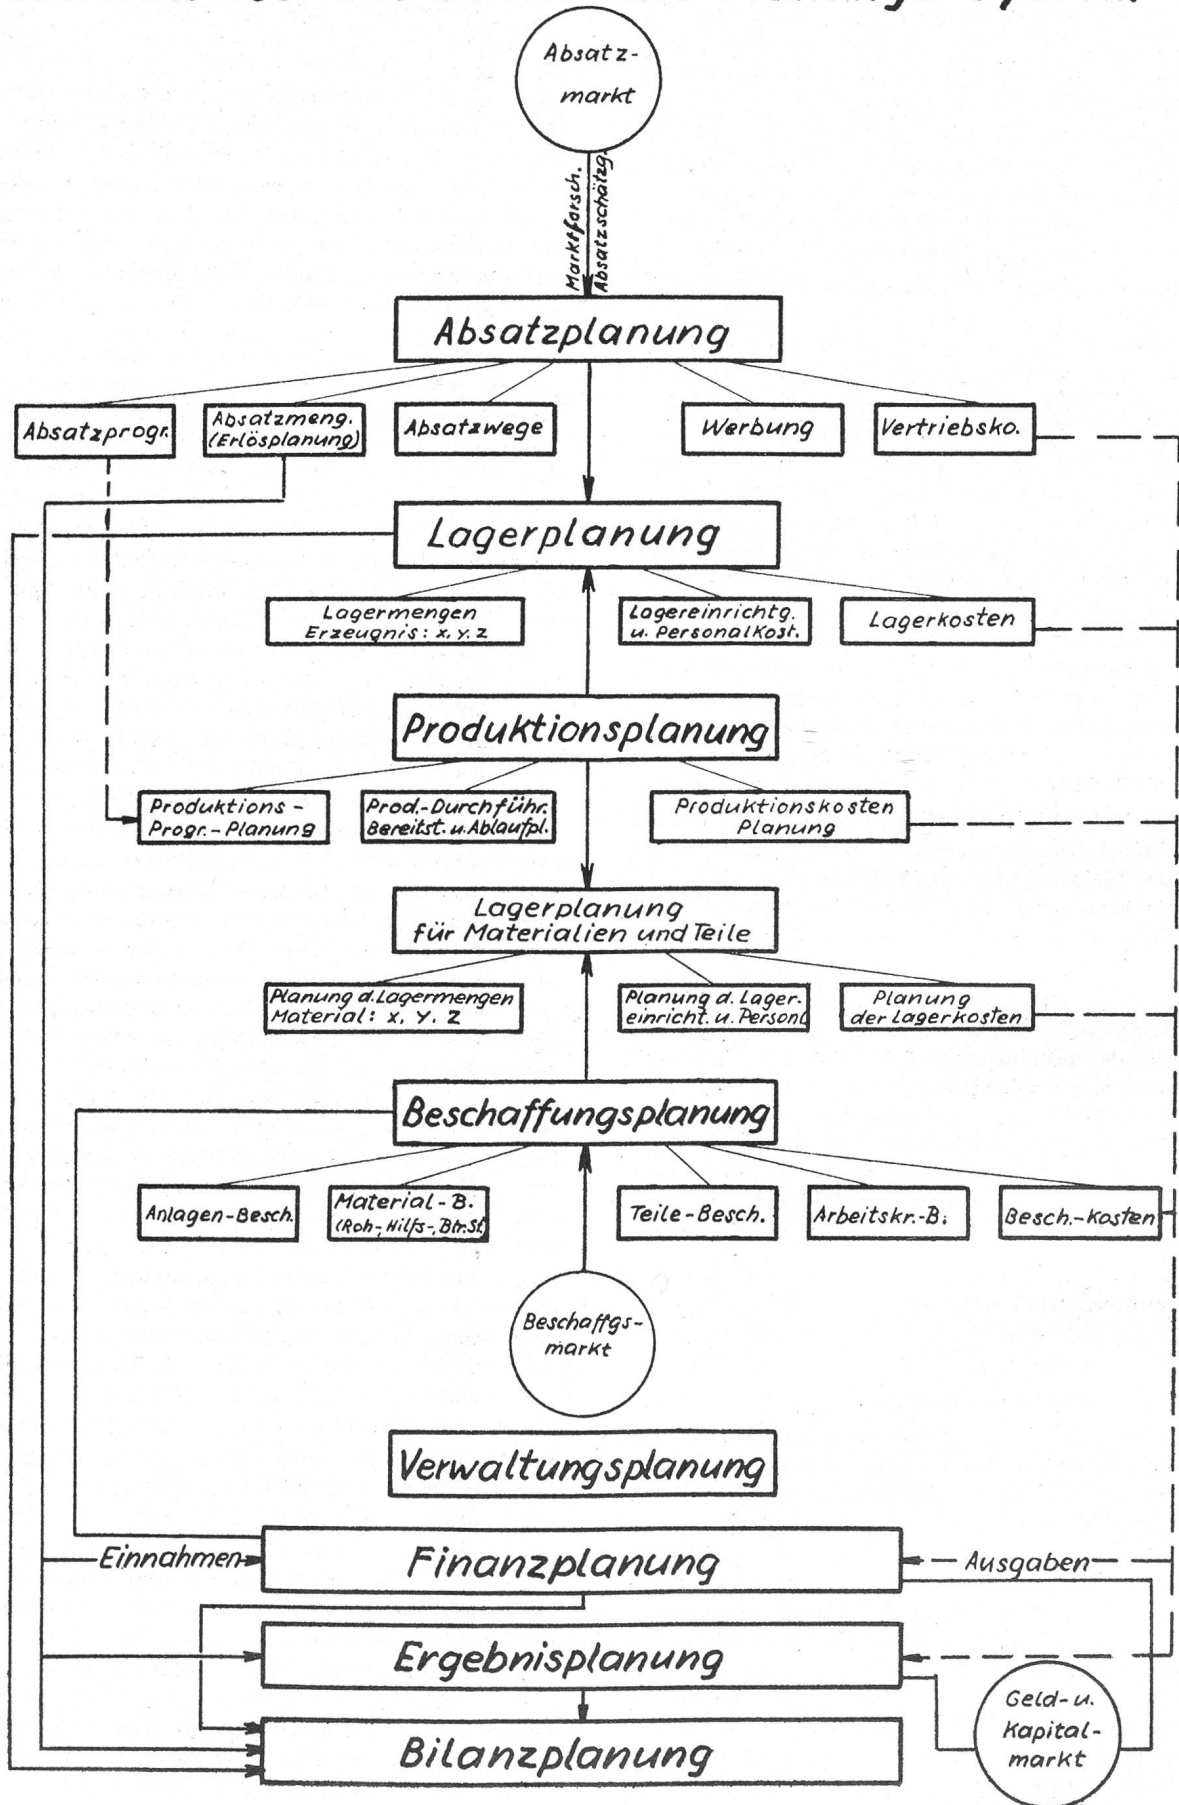 Absatz-
markt
Marktforsch.
Absatzschätzg.
Absatzplanung
Absatzprogr.
Absatzmeng.
(Erlösplanung)
Absatzwege
Werbung
Vertriebsko.
Lagerplanung
Lagermengen
Erzeugnis: x, y. z
Lagereinrichtg.
u. Personalkost.
Lagerkosten
Produktionsplanung
Produktions-
Progr.-Planung
Prod.-Durchführ.
Bereitst. u. Ablaufpl.
Produktionskosten
Planung
Lagerplanung
für Materialien und Teile
Planung d. Lagermengen
Material: x, y. z
Planung d. Lager.
einricht. u. Personl
Planung
der Lagerkosten
Beschaffungsplanung
Anlagen-Besch.
Material-B.
(Roh-, Hilfs-, Btr. St.
Teile-Besch.
Arbeitskr.-B.
Besch.-Kosten
Beschaffgs-
markt
Verwaltungsplanung
Einnahmen
Finanzplanung
Ausgaben
Ergebnisplanung
Geld- u.
Kapital-
markt
Bilanzplanung